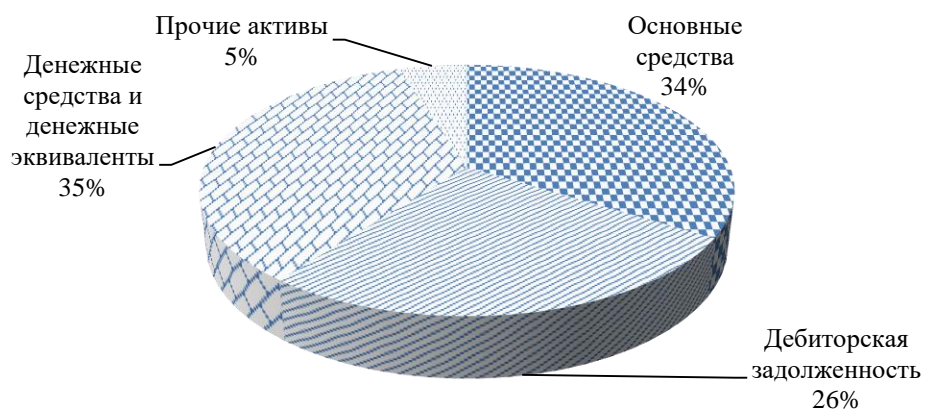 Прочие активы
5%
Основные
средства
34%
Денежные
средства и
денежные
эквиваленты
35%
Дебиторская
задолженность
26%